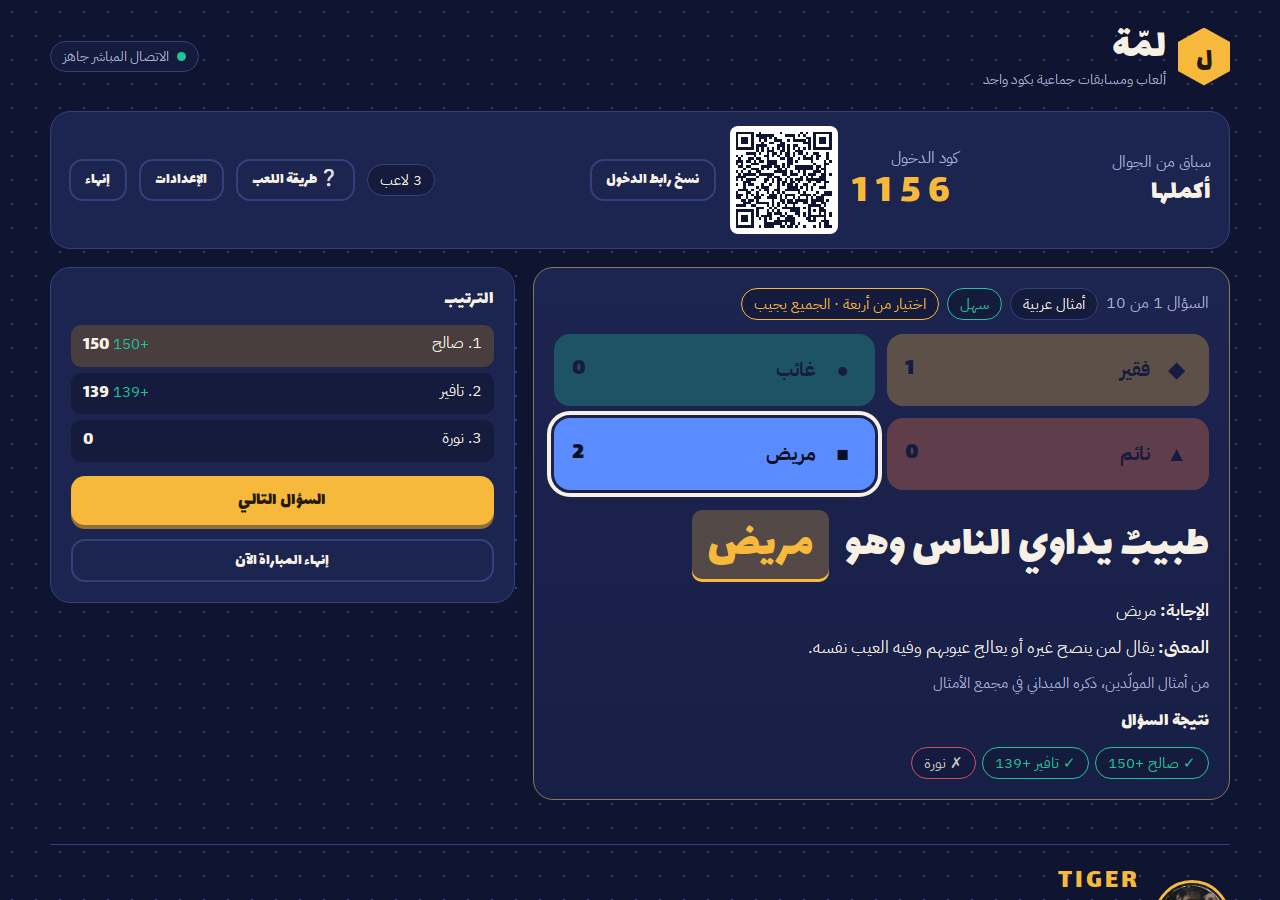 لمّة
ل
ألعاب ومسابقات جماعية بكود واحد
الاتصال المباشر جاهز
سباق من الجوال
أكملها
كود الدخول
1156
نسخ رابط الدخول
3 لاعب
❔ طريقة اللعب
الإعدادات
إنهاء
السؤال 1 من 10
أمثال عربية
سهل
اختيار من أربعة · الجميع يجيب
◆ فقير 1
● غائب 0
▲ نائم 0
■ مريض 2
طبيبٌ يداوي الناس وهو مريض
الإجابة: مريض
المعنى: يقال لمن ينصح غيره أو يعالج عيوبهم وفيه العيب نفسه.
من أمثال المولّدين، ذكره الميداني في مجمع الأمثال
نتيجة السؤال
✓ صالح +150
✓ تافير +139
✗ نورة
الترتيب
1. صالح +150 150
2. تافير +139 139
3. نورة 0
السؤال التالي
إنهاء المباراة الآن
TIGER